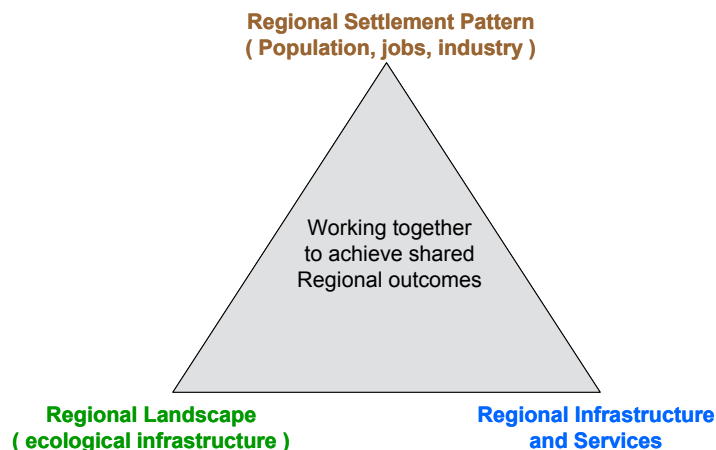 Regional Settlement Pattern
( Population, jobs, industry )
Working together
to achieve shared
Regional outcomes
Regional Landscape
( ecological infrastructure )
Regional Infrastructure
and Services